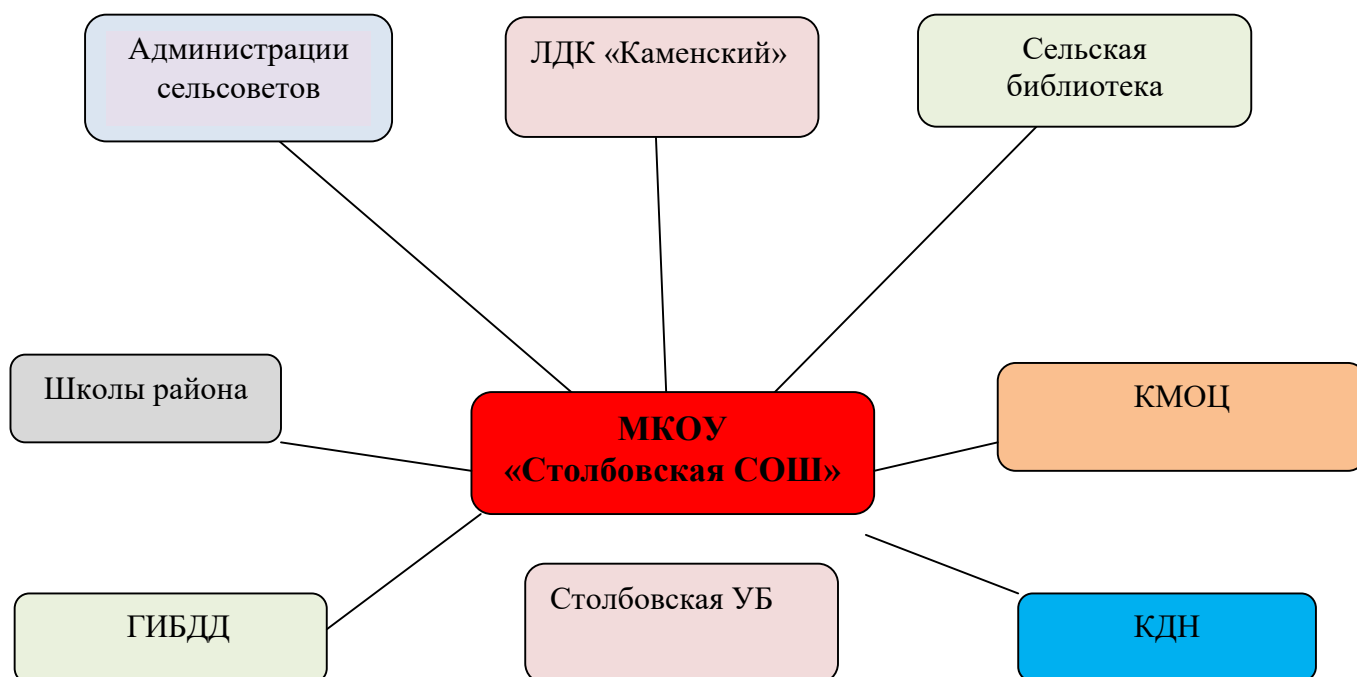 Администрации
сельсоветов
ЛДК «Каменский»
Сельская
библиотека
Школы района
МКОУ
«Столбовская СОШ»
КМОЦ
ГИБДД
Столбовская УБ
КДН